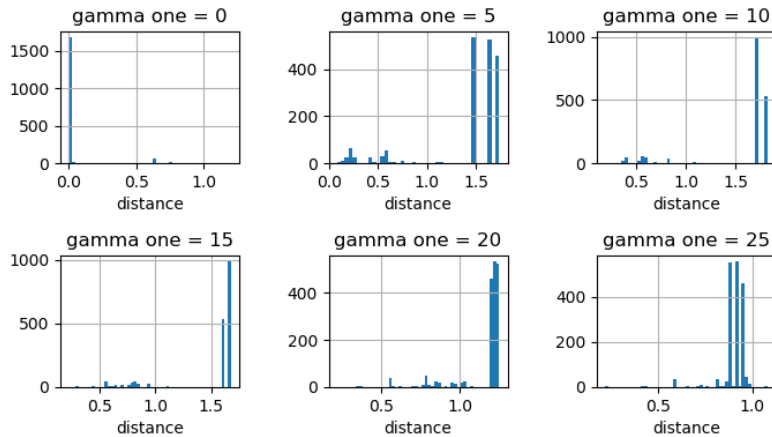 gamma one = 0
1500
1000
500
0
0.0 0.5 1.0
distance
gamma one = 5
400
200
0
0.0 0.5 1.0 1.5
distance
gamma one = 10
1000
500
0
0.5 1.0 1.5
distance
gamma one = 15
1000
500
0
0.5 1.0 1.5
distance
gamma one = 20
400
200
0
0.5 1.0
distance
gamma one = 25
400
200
0
0.5 1.0
distance